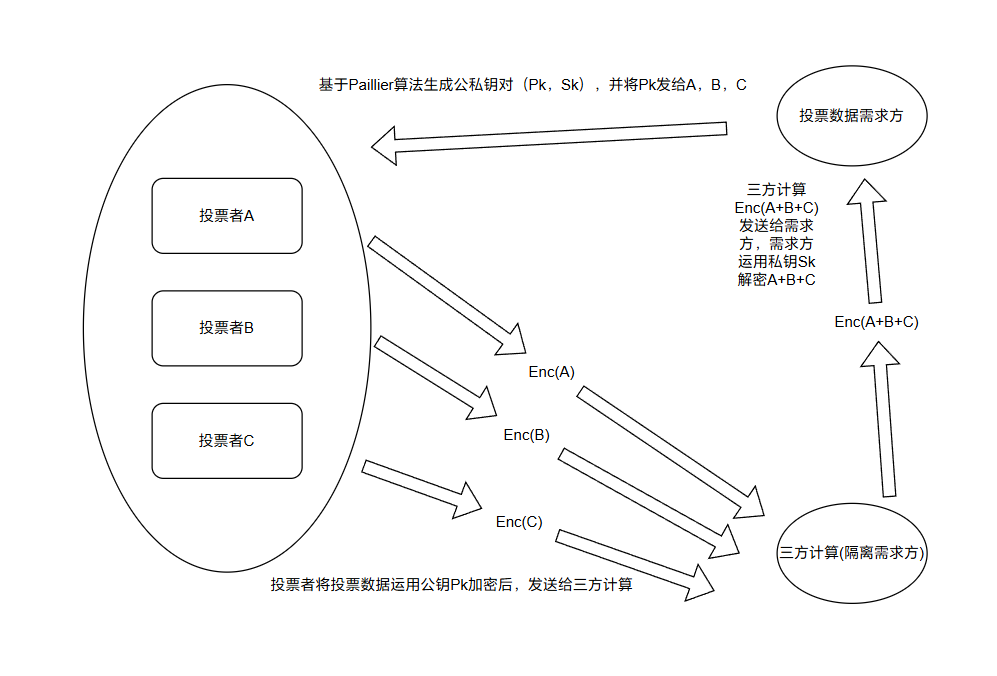 基于Paillier算法生成公私钥对（Pk，Sk）,并将Pk发给A，B，C
投票数据需求方
投票者A
投票者B
投票者C
三方计算
Enc(A+B+C)
发送给需求
方，需求方
运用私钥Sk
解密A+B+C
Enc(A+B+C)
Enc(A)
Enc(B)
Enc(C)
三方计算(隔离需求方)
投票者将投票数据运用公钥Pk加密后，发送给三方计算